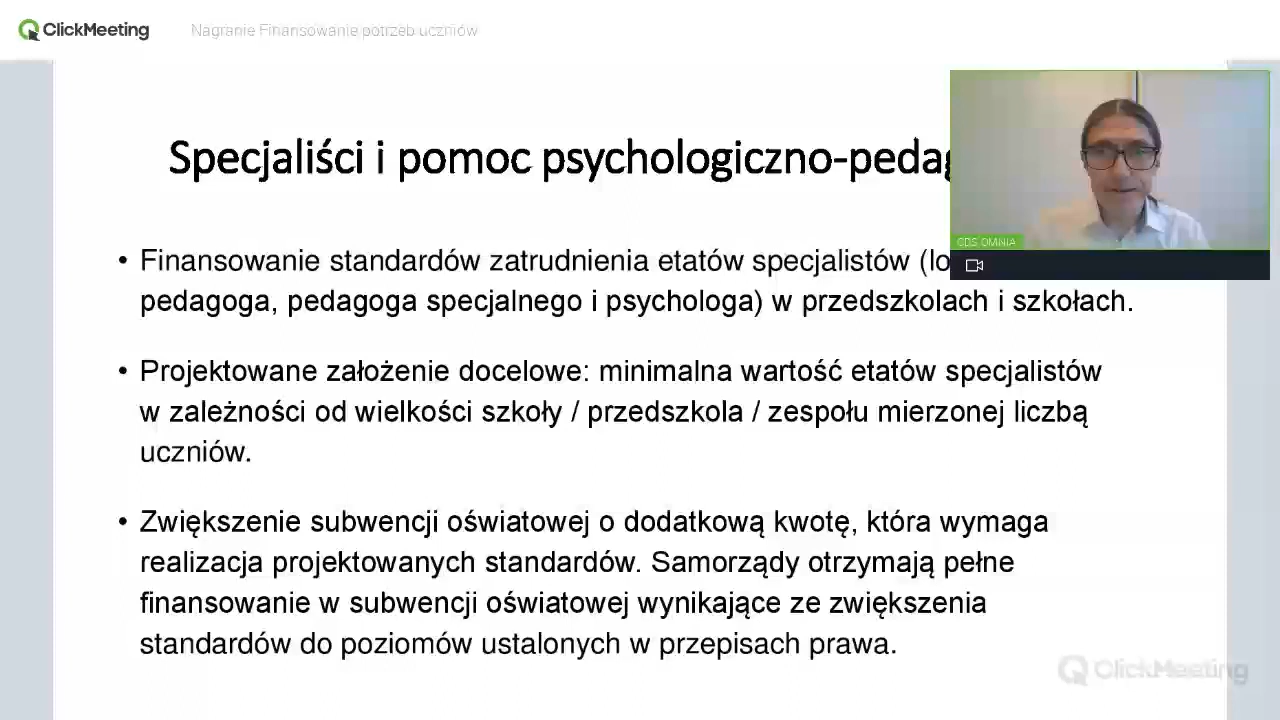 ClickMeeting
Nagranie Finansowanie potrzeb uczniów
Specjaliści i pomoc psychologiczno-pedag
• Finansowanie standardów zatrudnienia etatów specjalistów (lo
pedagoga, pedagoga specjalnego i psychologa) w przedszkolach i szkołach.
• Projektowane założenie docelowe: minimalna wartość etatów specjalistów
w zależności od wielkości szkoły / przedszkola / zespołu mierzonej liczbą
uczniów.
• Zwiększenie subwencji oświatowej o dodatkową kwotę, która wymaga
realizacja projektowanych standardów. Samorządy otrzymają pełne
finansowanie w subwencji oświatowej wynikające ze zwiększenia
standardów do poziomów ustalonych w przepisach prawa.
CDS OMNIA
ClickMeeting